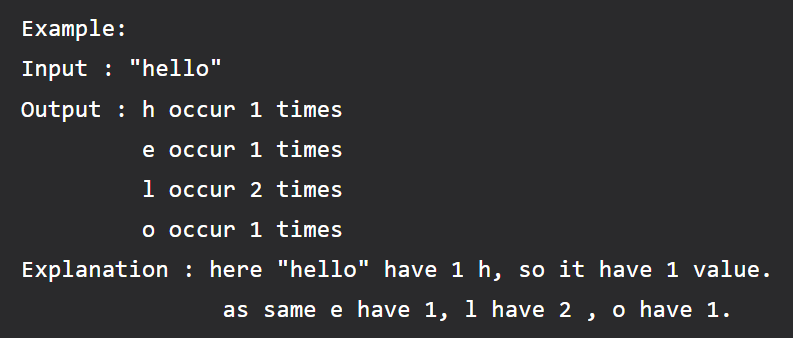 Example:
Input : "hello"
Output : h occur 1 times
e occur 1 times
l occur 2 times
o occur 1 times
Explanation : here "hello" have 1 h, so it have 1 value.
as same e have 1, l have 2 , o have 1.